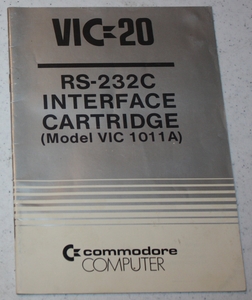 VIC-20
RS-232C
INTERFACE
CARTRIDGE
(Model VIC 1011A)
commodore
COMPUTER